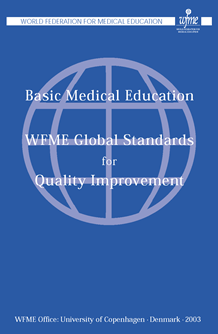 WORLD FEDERATION FOR MEDICAL EDUCATION
wfme
Basic Medical Education
WFME Global Standards
for
Quality Improvement
WFME Office: University of Copenhagen · Denmark · 2003